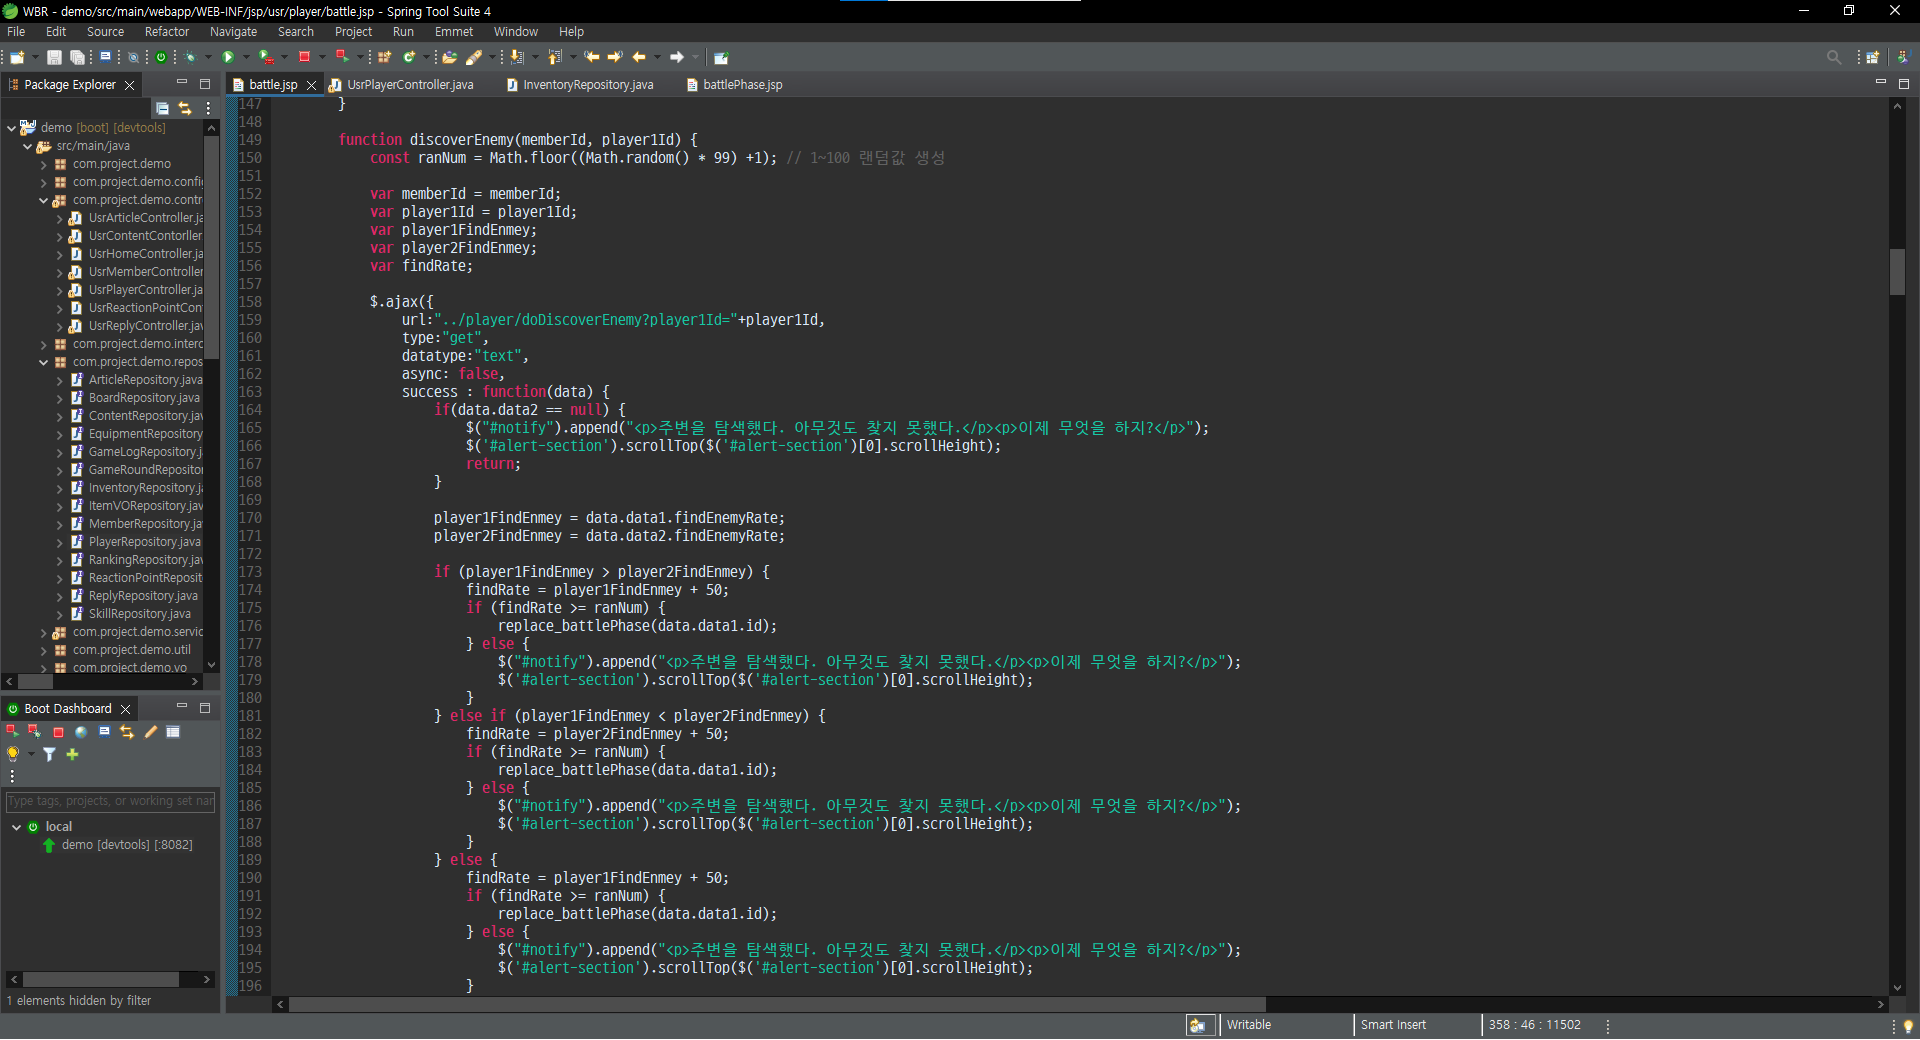 WBR - demo/src/main/webapp/WEB-INF/jsp/usr/player/battle.jsp - Spring Tool Suite 4
File Edit Source Refactor Navigate Search Project Run Emmet Window Help
Package Explorer
battle.jsp UsrPlayerController.java InventoryRepository.java battlePhase.jsp
demo [boot] [devtools]
src/main/java
com.project.demo
com.project.demo.confi
com.project.demo.contr
UsrArticleController.ja
UsrContentContorller
UsrHomeController.ja
UsrMemberController
UsrPlayerController.ja
UsrReactionPointCon
UsrReplyController.jav
com.project.demo.interc
com.project.demo.repos
ArticleRepository.java
BoardRepository.java
ContentRepository.jav
EquipmentRepository
GameLogRepository.j
GameRoundRepositor
InventoryRepository.ja
ItemVORepository.java
MemberRepository.ja
PlayerRepository.java
RankingRepository.jav
ReactionPointReposit
ReplyRepository.java
SkillRepository.java
com.project.demo.servic
com.project.demo.util
com.project.demo.vo
Boot Dashboard
Type tags, projects, or working set nar
local
demo [devtools] [:8082]
1 elements hidden by filter
147 }
148
149 function discoverEnemy(memberId, player1Id) {
150 const ranNum = Math.floor((Math.random() * 99) +1); // 1~100 랜덤값 생성
151
152 var memberId = memberId;
153 var player1Id = player1Id;
154 var player1FindEnmey;
155 var player2FindEnmey;
156 var findRate;
157
158 $.ajax({
159 url:"../player/doDiscoverEnemy?player1Id="+player1Id,
160 type:"get",
161 datatype:"text",
162 async: false,
163 success : function(data) {
164 if(data.data2 == null) {
165 $("#notify").append("<p>주변을 탐색했다. 아무것도 찾지 못했다.</p><p>이제 무엇을 하지?</p>");
166 $('#alert-section').scrollTop($('#alert-section')[0].scrollHeight);
167 return;
168 }
169
170 player1FindEnmey = data.data1.findEnemyRate;
171 player2FindEnmey = data.data2.findEnemyRate;
172
173 if (player1FindEnmey > player2FindEnmey) {
174 findRate = player1FindEnmey + 50;
175 if (findRate >= ranNum) {
176 replace_battlePhase(data.data1.id);
177 } else {
178 $("#notify").append("<p>주변을 탐색했다. 아무것도 찾지 못했다.</p><p>이제 무엇을 하지?</p>");
179 $('#alert-section').scrollTop($('#alert-section')[0].scrollHeight);
180 }
181 } else if (player1FindEnmey < player2FindEnmey) {
182 findRate = player2FindEnmey + 50;
183 if (findRate >= ranNum) {
184 replace_battlePhase(data.data1.id);
185 } else {
186 $("#notify").append("<p>주변을 탐색했다. 아무것도 찾지 못했다.</p><p>이제 무엇을 하지?</p>");
187 $('#alert-section').scrollTop($('#alert-section')[0].scrollHeight);
188 }
189 } else {
190 findRate = player1FindEnmey + 50;
191 if (findRate >= ranNum) {
192 replace_battlePhase(data.data1.id);
193 } else {
194 $("#notify").append("<p>주변을 탐색했다. 아무것도 찾지 못했다.</p><p>이제 무엇을 하지?</p>");
195 $('#alert-section').scrollTop($('#alert-section')[0].scrollHeight);
196 }
Writable Smart Insert 358 : 46 : 11502